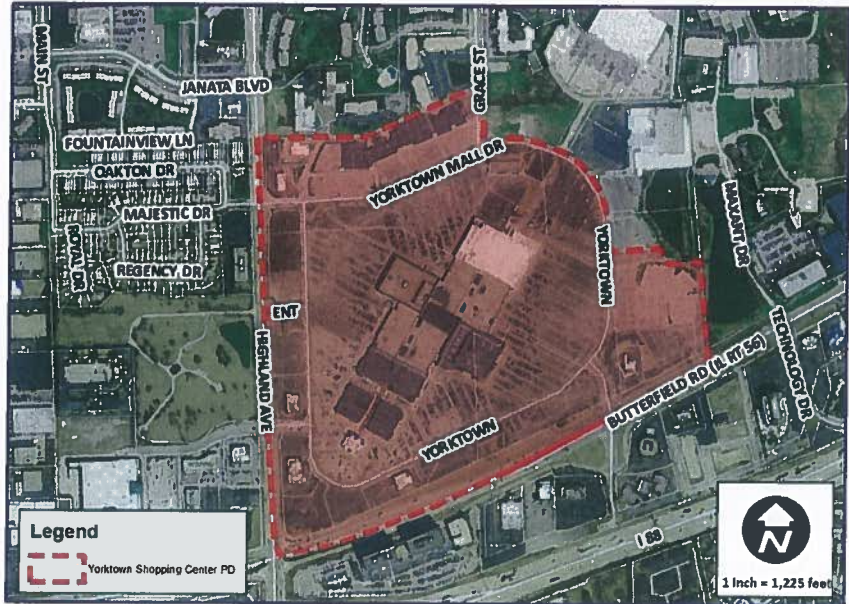 MAIN ST
GRACE ST
JANATA BLVD
FOUNTAINVIEW LN
OAKTON DR
YORKTOWN MALL DR
MAJESTIC DR
MAYANT DR
ROYAL DR
REGENCY DR
YORKTOWN
ENT
HIGHLAND AVE
TECHNOLOGY DR
BUTTERFIELD RD (IL RT 56)
YORKTOWN
I 88
Legend
Yorktown Shopping Center PD
N
1 Inch = 1,225 feet